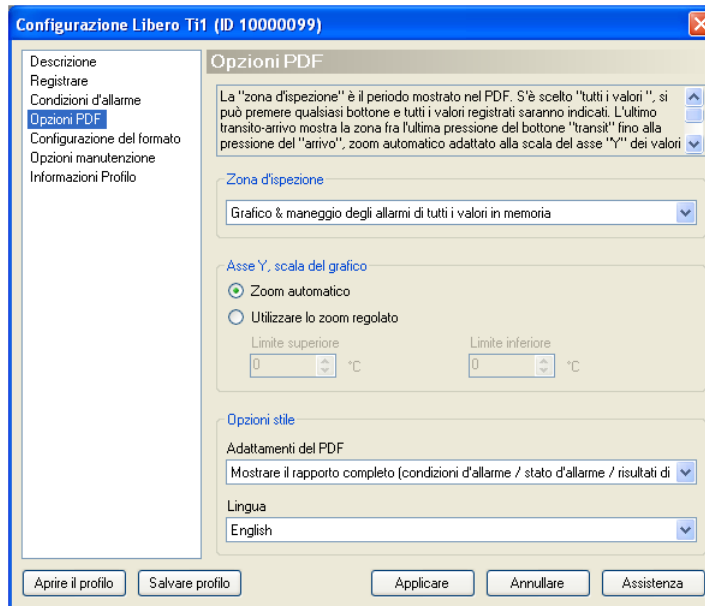 Configurazione Libero Ti1 (ID 10000099)
Descrizione
Registrare
Condizioni d'allarme
Opzioni PDF
Configurazione del formato
Opzioni manutenzione
Informazioni Profilo
Opzioni PDF
La "zona d'ispezione" è il periodo mostrato nel PDF. S'è scelto "tutti i valori ", si
può premere qualsiasi bottone e tutti i valori registrati saranno indicati. L'ultimo
transito-arrivo mostra la zona fra l'ultima pressione del bottone "transit" fino alla
pressione del "arrivo", zoom automatico adattato alla scala del asse "Y" dei valori
Zona d'ispezione
Grafico & maneggio degli allarmi di tutti i valori in memoria
Asse Y, scala del grafico
Zoom automatico
Utilizzare lo zoom regolato
Limite superiore Limite inferiore
0 °C 0 °C
Opzioni stile
Adattamenti del PDF
Mostrare il rapporto completo (condizioni d'allarme / stato d'allarme / risultati di
Lingua
English
Aprire il profilo Salvare profilo Applicare Annullare Assistenza